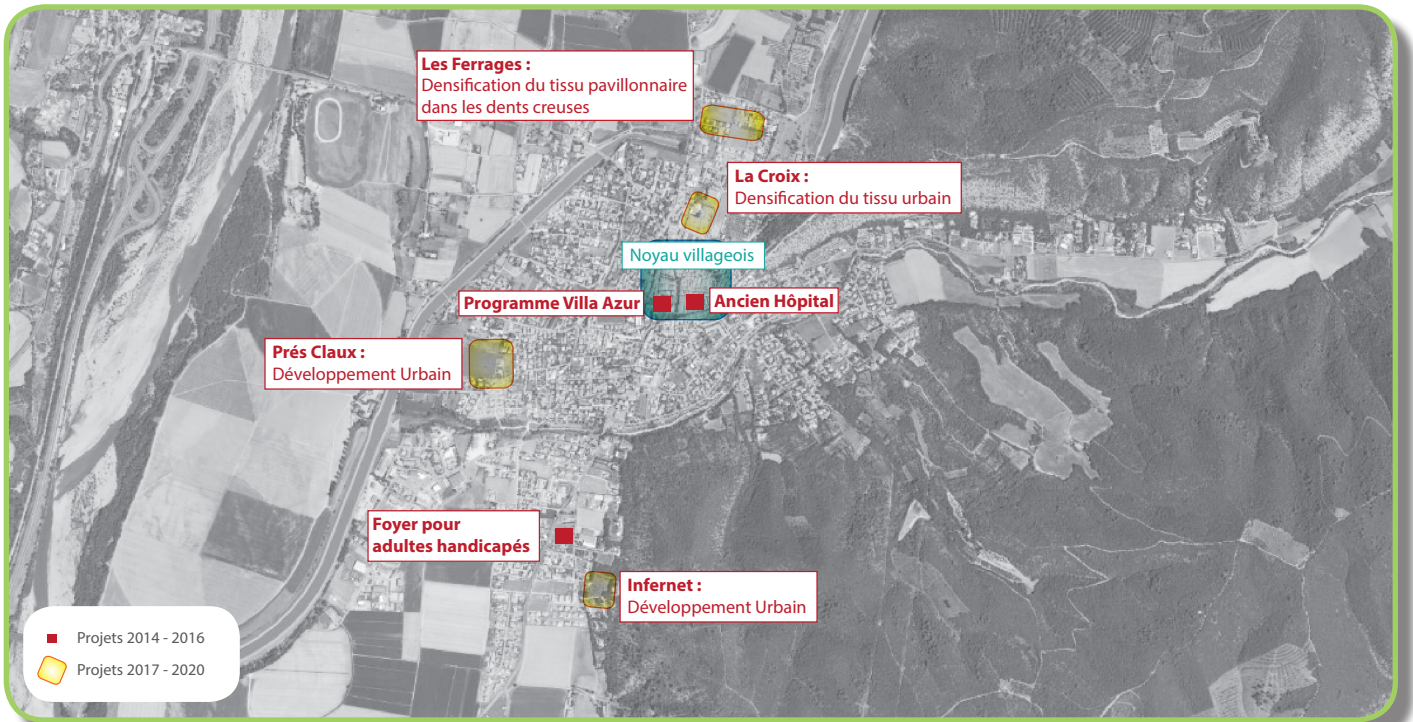 Les Ferrages :
Densification du tissu pavillonnaire
dans les dents creuses
La Croix :
Densification du tissu urbain
Noyau villageois
Programme Villa Azur
Ancien Hôpital
Prés Claux :
Développement Urbain
Foyer pour
adultes handicapés
Infernet :
Développement Urbain
Projets 2014 - 2016
Projets 2017 - 2020